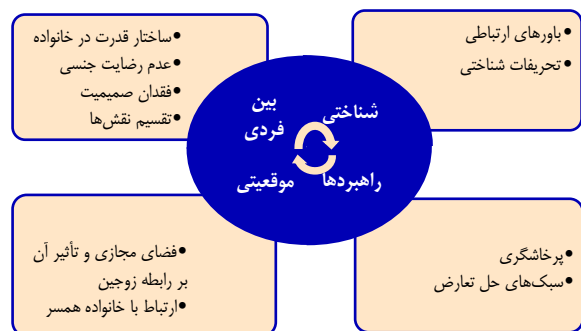 باورهای ارتباطی
تحریفات شناختی
ساختار قدرت در خانواده
عدم رضایت جنسی
فقدان صمیمیت
تقسیم نقش‌ها
شناختی
بین
فردی
راهبردها
موقعیتی
پرخاشگری
سبک‌های حل تعارض
فضای مجازی و تأثیر آن
بر رابطه زوجین
ارتباط با خانواده همسر